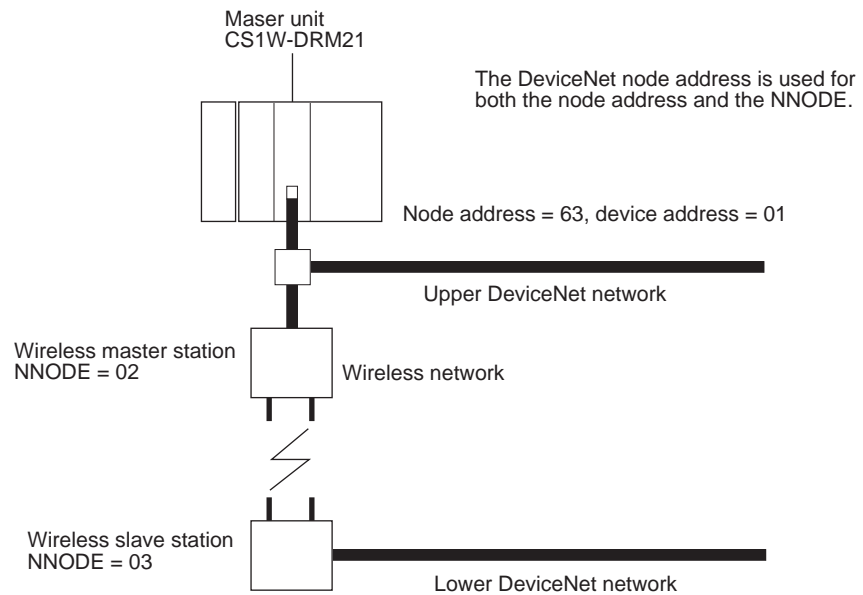 Maser unit
CS1W-DRM21
The DeviceNet node address is used for
both the node address and the NNODE.
Node address = 63, device address = 01
Upper DeviceNet network
Wireless master station
NNODE = 02
Wireless network
Wireless slave station
NNODE = 03
Lower DeviceNet network